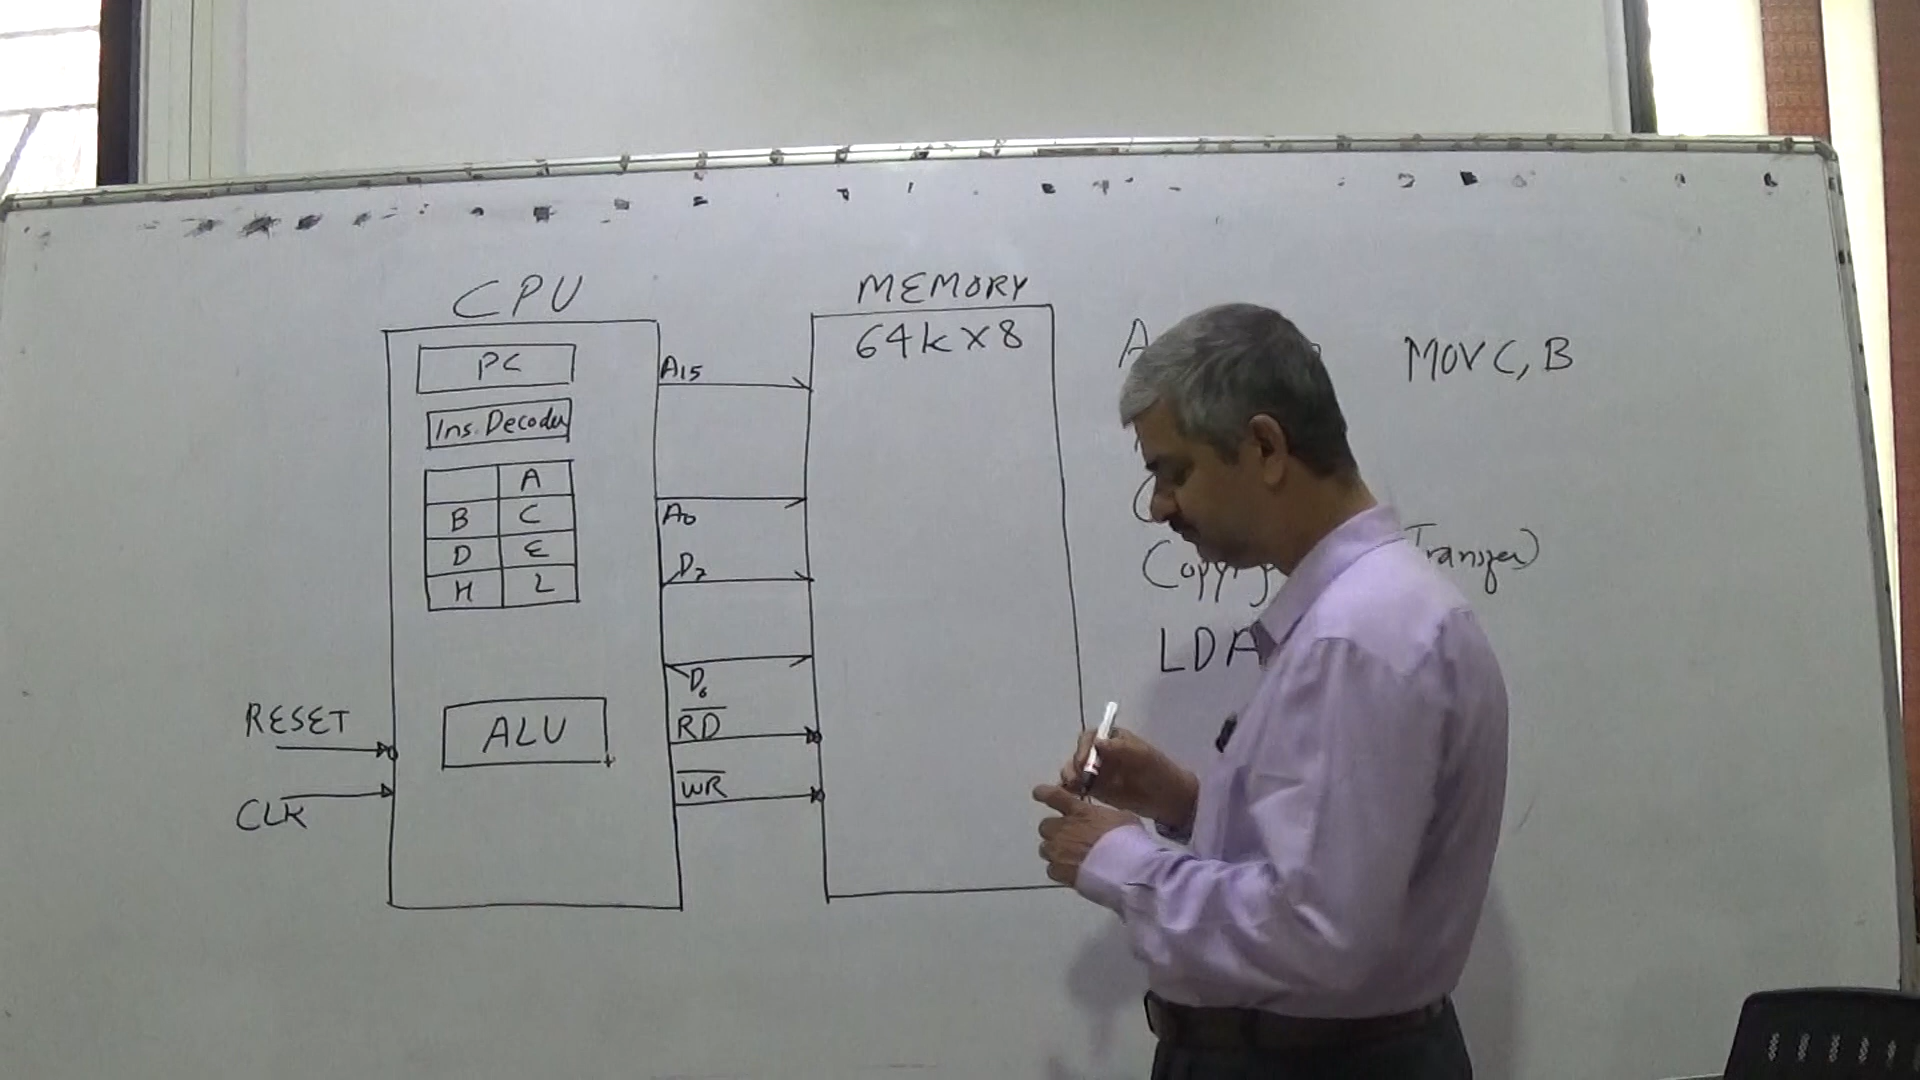 CPU
PC
Ins. Decoder
A
B C
D E
H L
ALU
RESET
CLK
A15
A0
D7
D0
RD
WR
MEMORY
64k x 8
MOV C, B
Transfer)
LDA